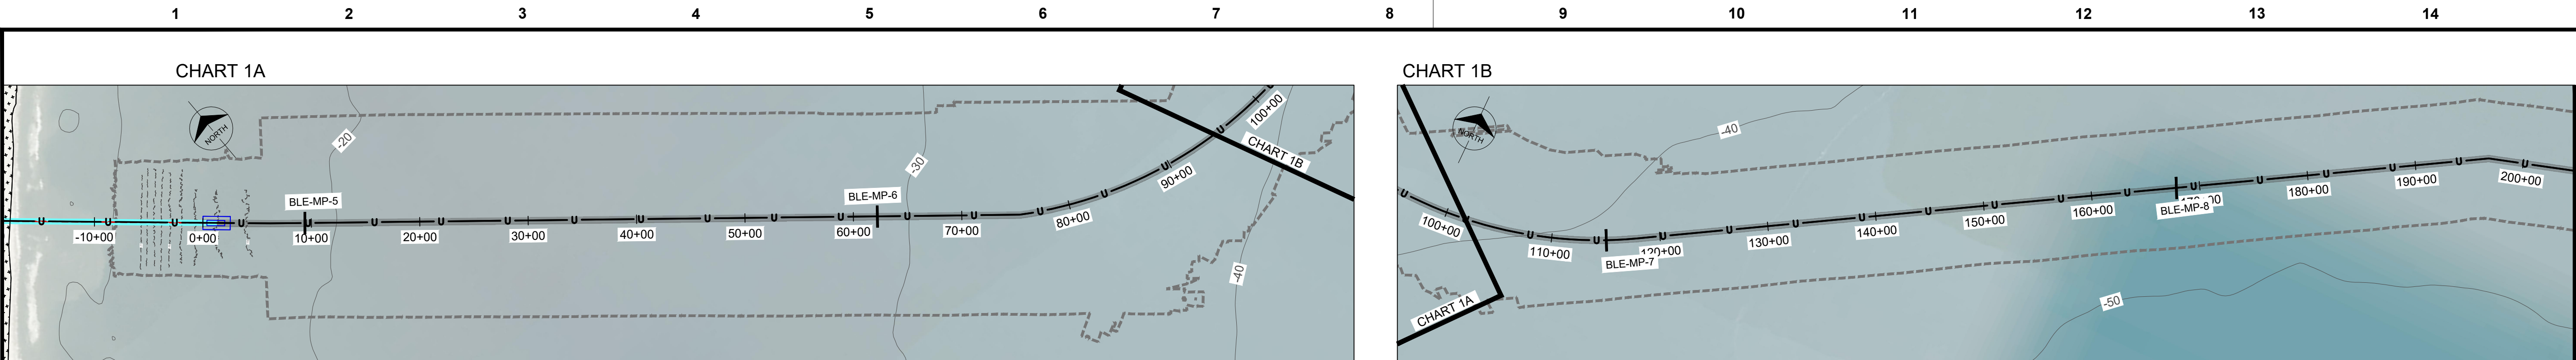 1 2 3 4 5 6 7 8 9 10 11 12 13 14
CHART 1A
NORTH
-20
-30
-40
BLE-MP-5
BLE-MP-6
U U U U U U U U U U U U U U U U U U U
-10+00 0+00 10+00 20+00 30+00 40+00 50+00 60+00 70+00 80+00 90+00 100+00
CHART 1B
CHART 1B
NORTH
-40
-50
U U U U U U U U U U U U U U U
100+00 110+00 130+00 140+00 150+00 160+00 180+00 190+00 200+00
BLE-MP-7
BLE-MP-8
CHART 1A